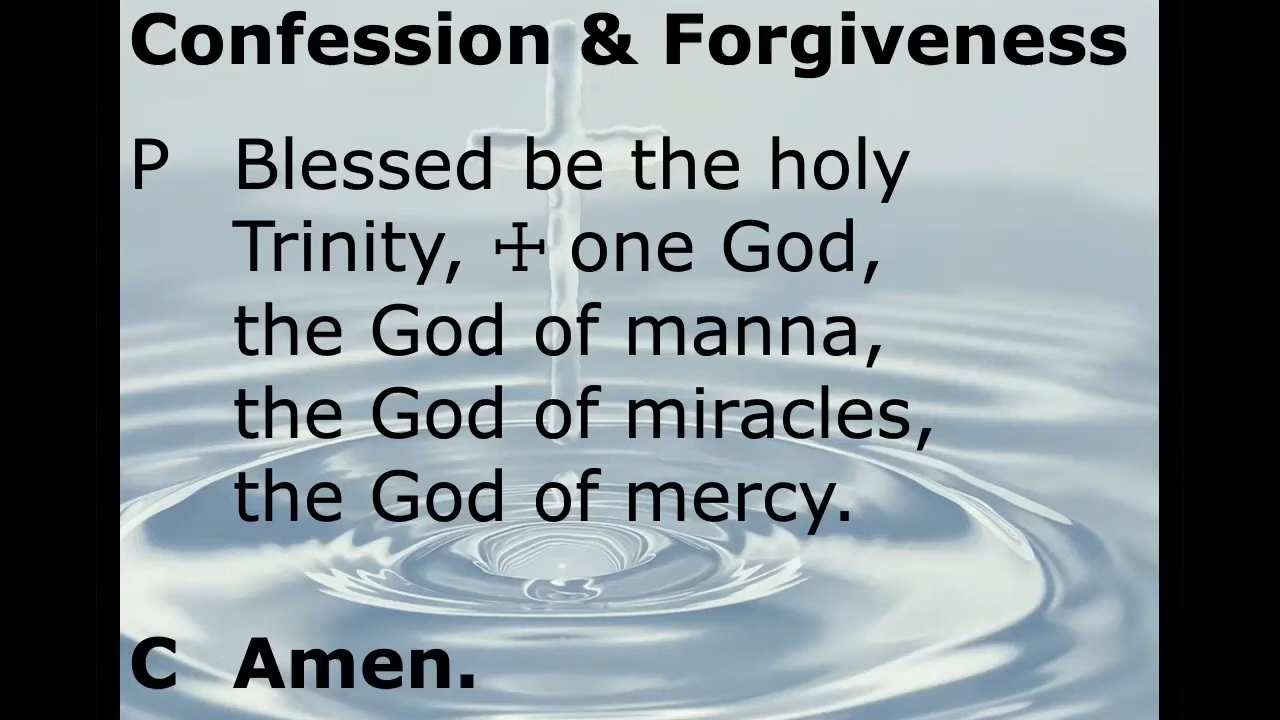 Confession & Forgiveness
P Blessed be the holy
Trinity, ☩ one God,
the God of manna,
the God of miracles,
the God of mercy.
C Amen.